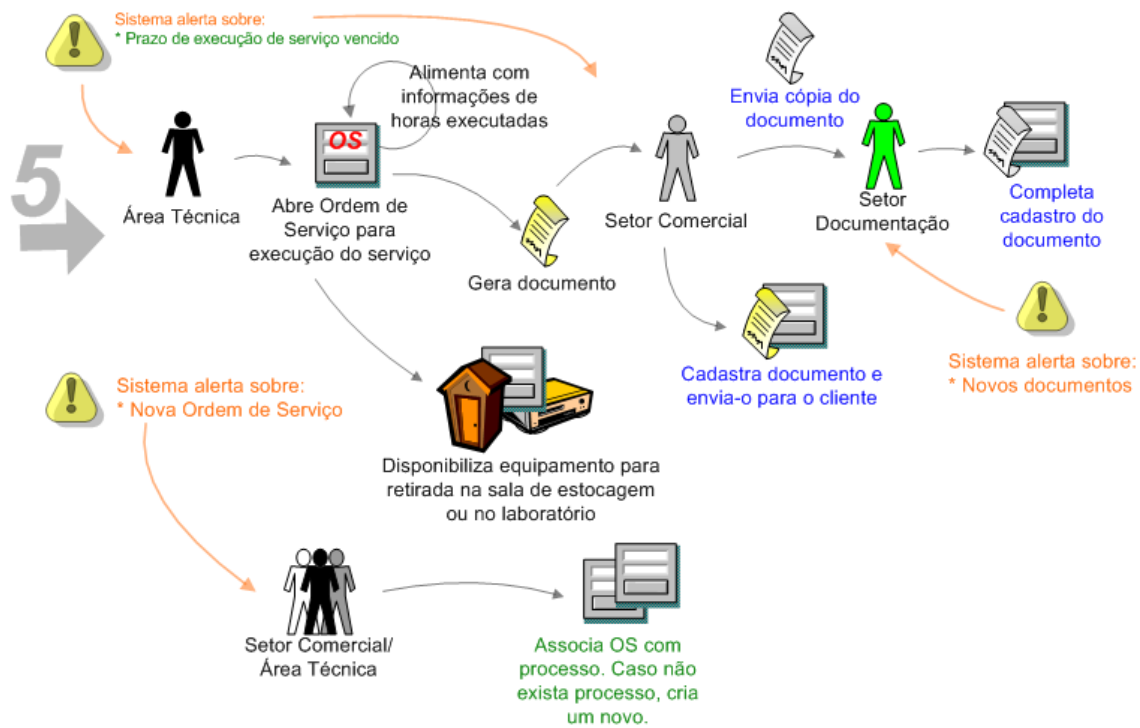 Sistema alerta sobre:
* Prazo de execução de serviço vencido
Alimenta com
informações de
horas executadas
Envia cópia do
documento
5
OS
Área Técnica
Abre Ordem de
Serviço para
execução do serviço
Gera documento
Setor Comercial
Setor
Documentação
Completa
cadastro do
documento
Cadastra documento e
envia-o para o cliente
Sistema alerta sobre:
* Novos documentos
Sistema alerta sobre:
* Nova Ordem de Serviço
Disponibiliza equipamento para
retirada na sala de estocagem
ou no laboratório
Setor Comercial/
Área Técnica
Associa OS com
processo. Caso não
exista processo, cria
um novo.